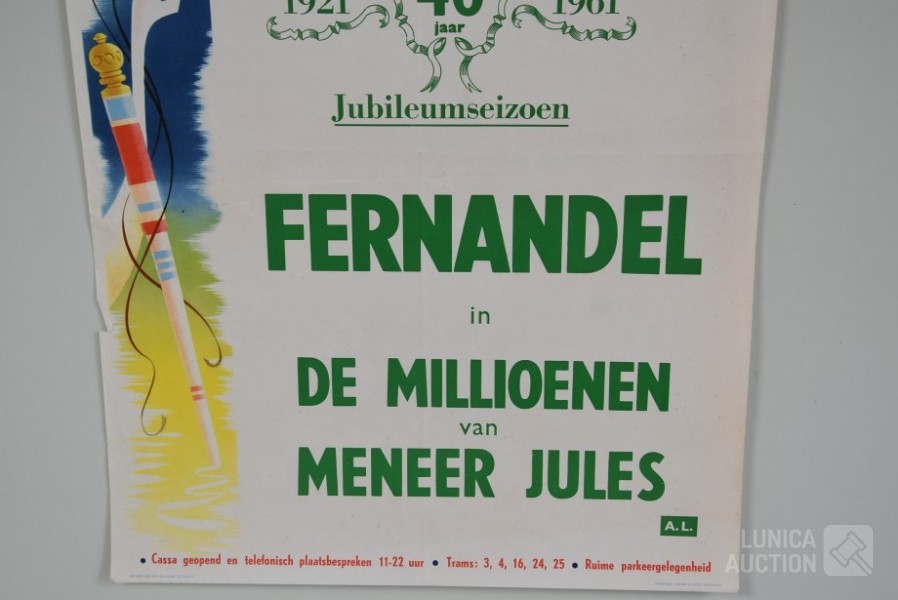 1921 40 1961
jaar
Jubileumseizoen
FERNANDEL
in
DE MILLIOENEN
van
MENEER JULES
A.L.
• Cassa geopend en telefonisch plaatsbespreken 11-22 uur • Trams: 3, 4, 16, 24, 25 • Ruime parkeergelegenheid
LUNICA
AUCTION